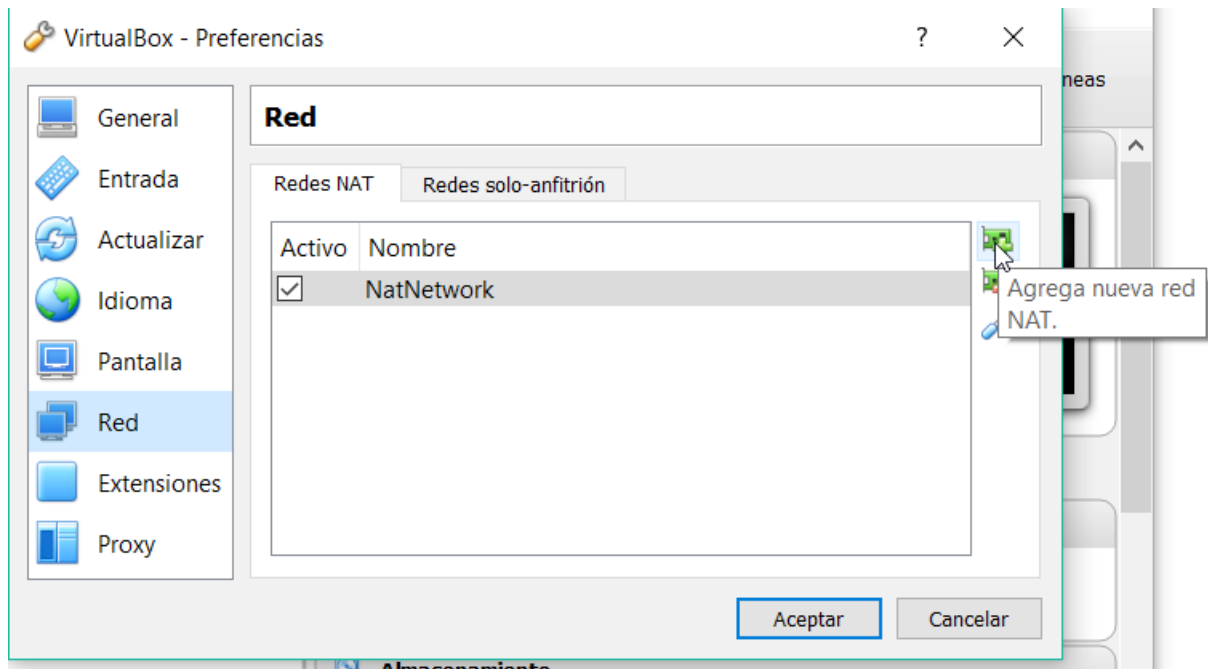 VirtualBox - Preferencias
?
neas
General
Entrada
Actualizar
Idioma
Pantalla
Red
Extensiones
Proxy
Red
Redes NAT
Redes solo-anfitrión
Activo Nombre
NatNetwork
Agrega nueva red
NAT.
Aceptar
Cancelar
Almacenamiento